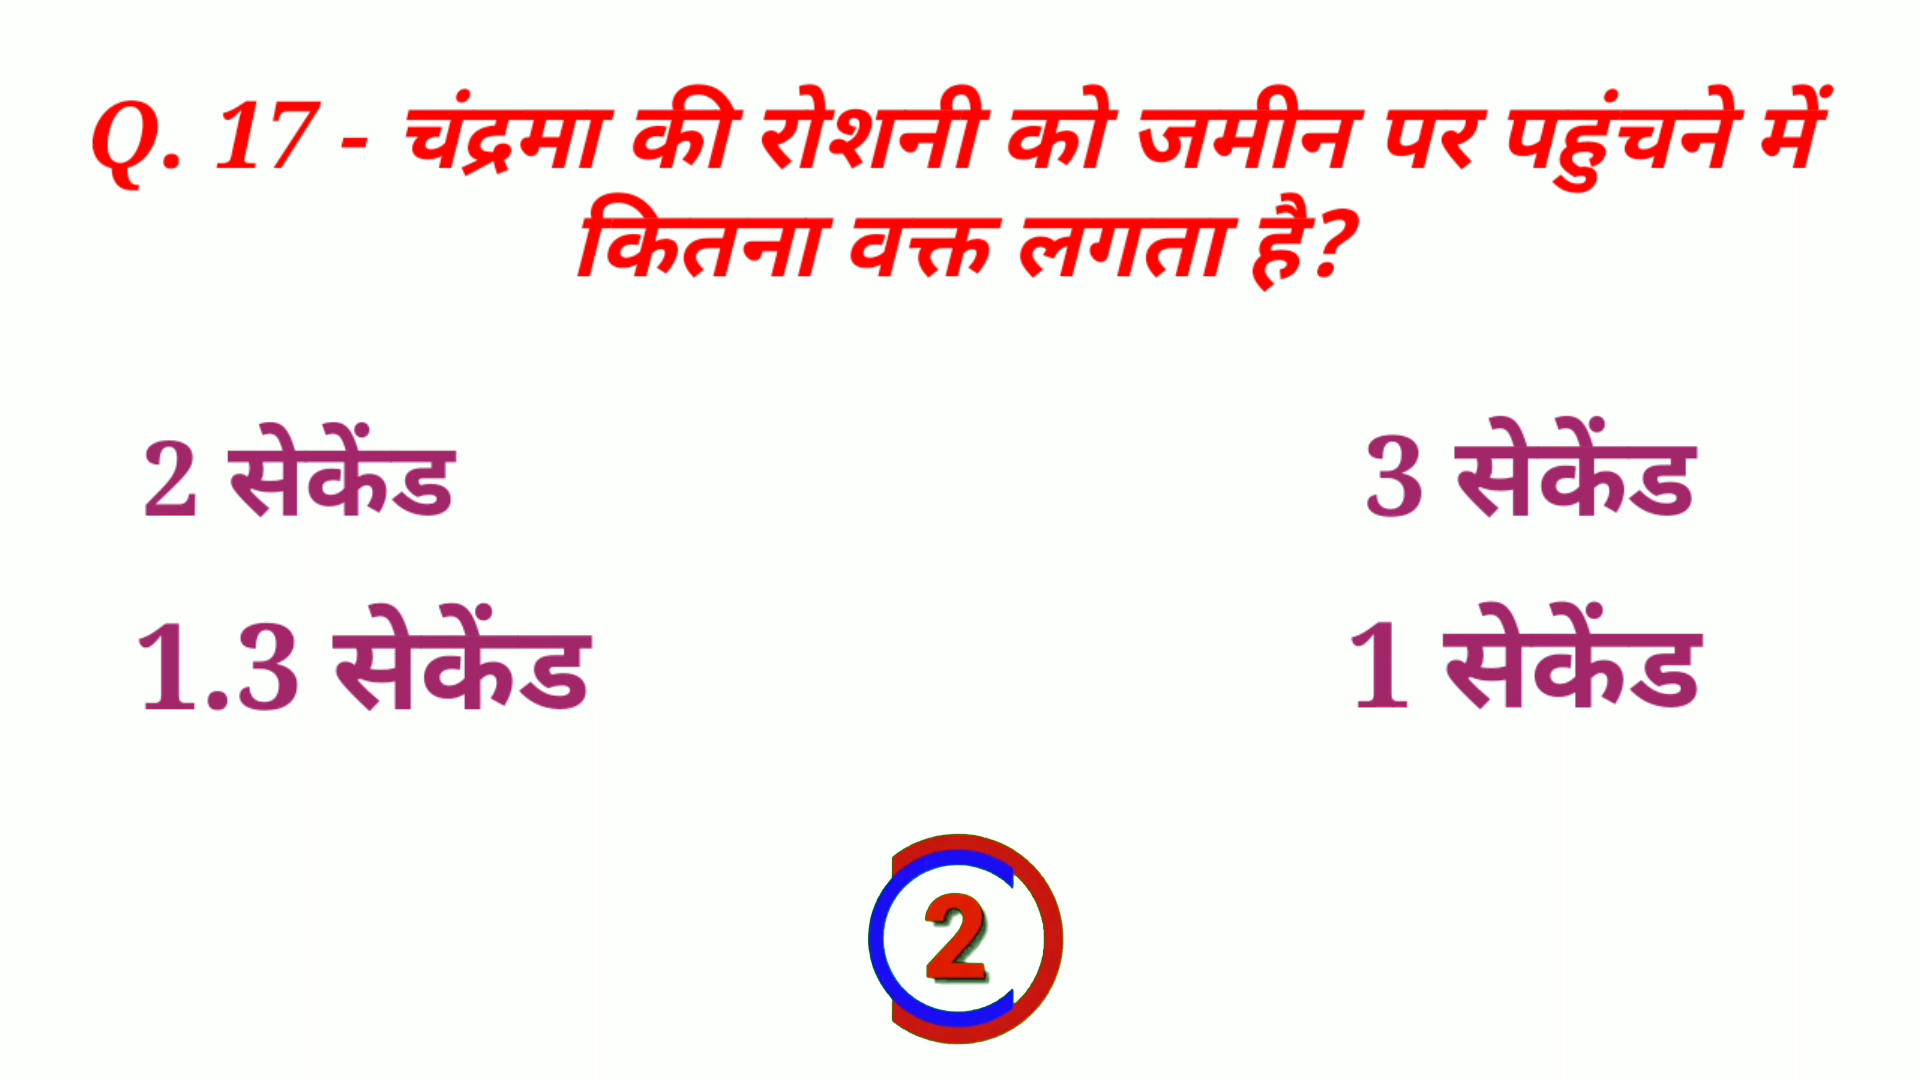 Q. 17 - चंद्रमा की रोशनी को जमीन पर पहुंचने में
कितना वक्त लगता है?
2 सेकेंड
3 सेकेंड
1.3 सेकेंड
1 सेकेंड
2